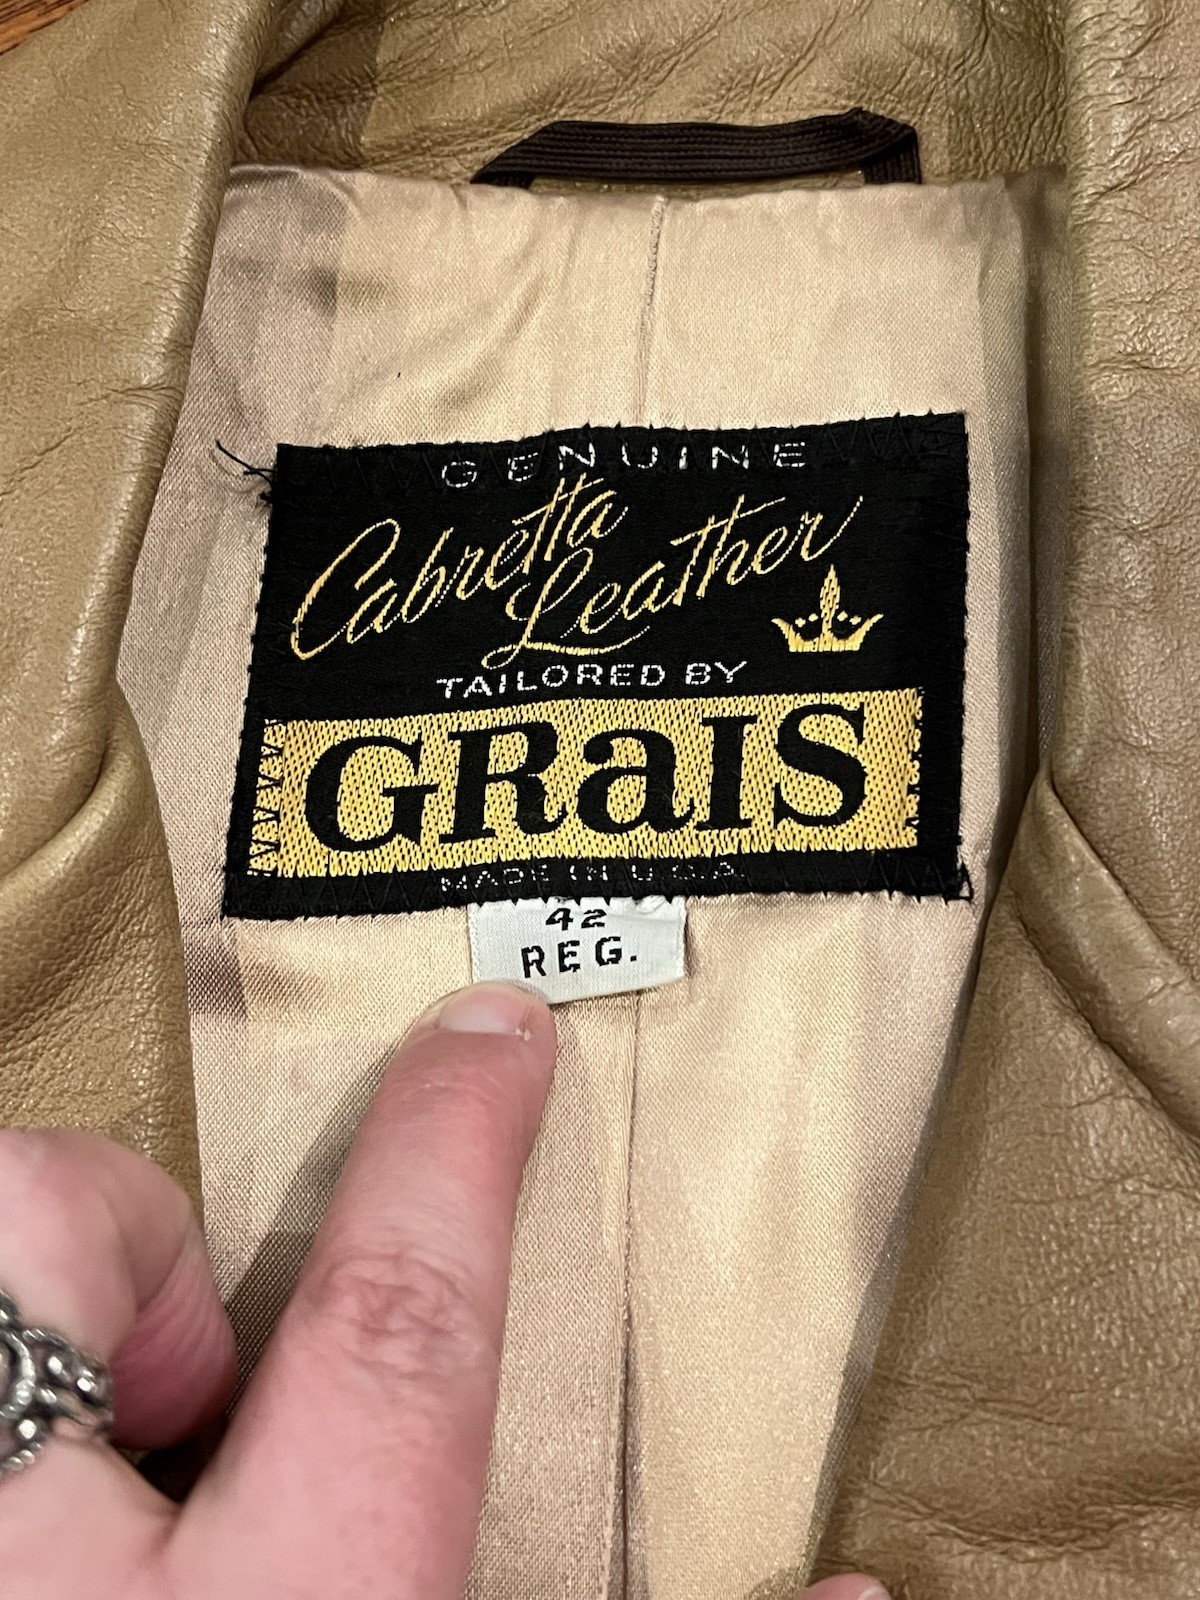 GENUINE
Cabretta
Leather
TAILORED BY
GRaIS
MADE IN U.S.A.
42
REG.